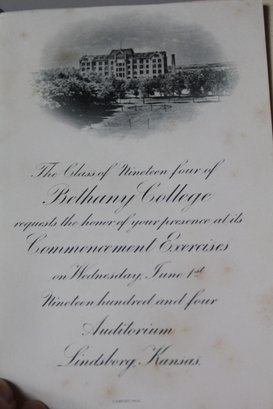 The Class of Nineteen four of
Bethany College
requests the honor of your presence at its
Commencement Exercises
on Wednesday, June 1st
Nineteen hundred and four
Auditorium
Lindsborg, Kansas.